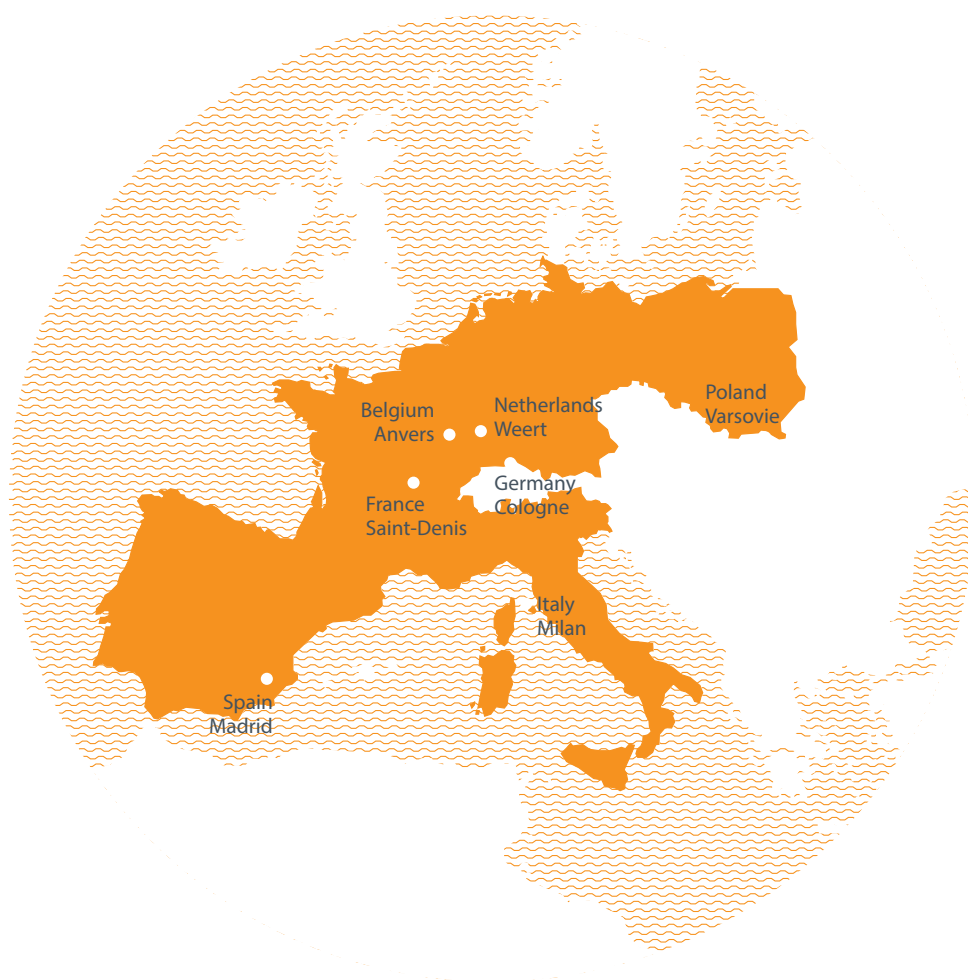 Poland
Varsovie
Netherlands
Weert
Belgium
Anvers
Germany
Cologne
France
Saint-Denis
Italy
Milan
Spain
Madrid